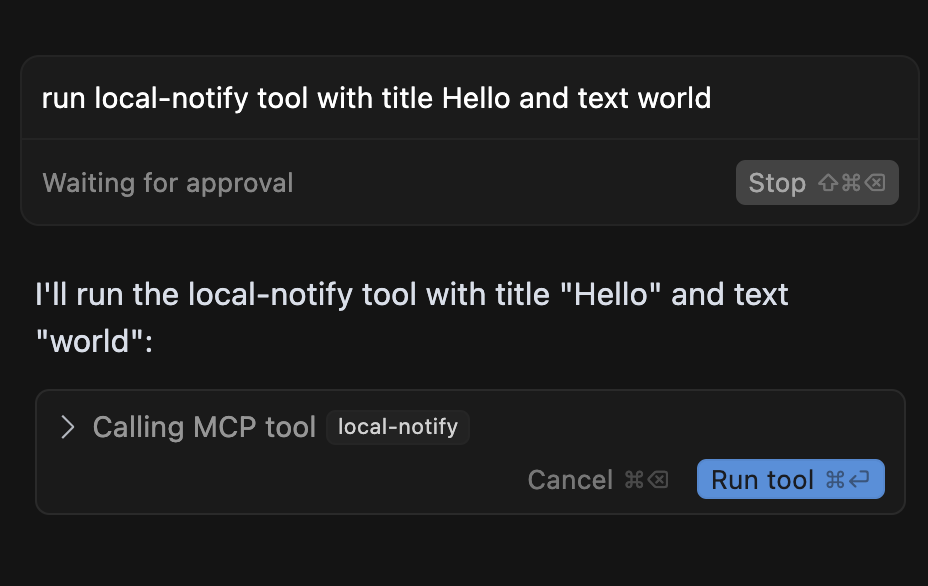 run local-notify tool with title Hello and text world
Waiting for approval
Stop ⇧⌘⌫
I'll run the local-notify tool with title "Hello" and text
"world":
Calling MCP tool local-notify
Cancel ⌘⌫ Run tool ⌘↩